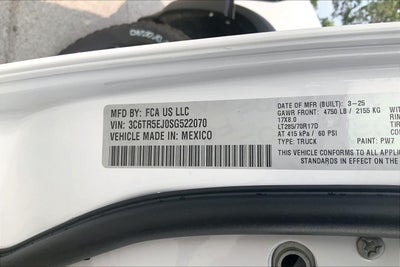 MFD BY: FCA US LLC
VIN: 3C6TR5EJ0SG522070
VEHICLE MADE IN: MEXICO
DATE OF MFR (BUILT): 3-25
GAWR FRONT: 4750 LB/ 2155 KG
17X8.0
LT285/70R17D
AT 415 kPa / 60 PSI
TYPE: TRUCK PAINT: PW7
THIS VEHICLE CONFORMS TO ALL APPLICA
STANDARDS IN EFFECT ON THE